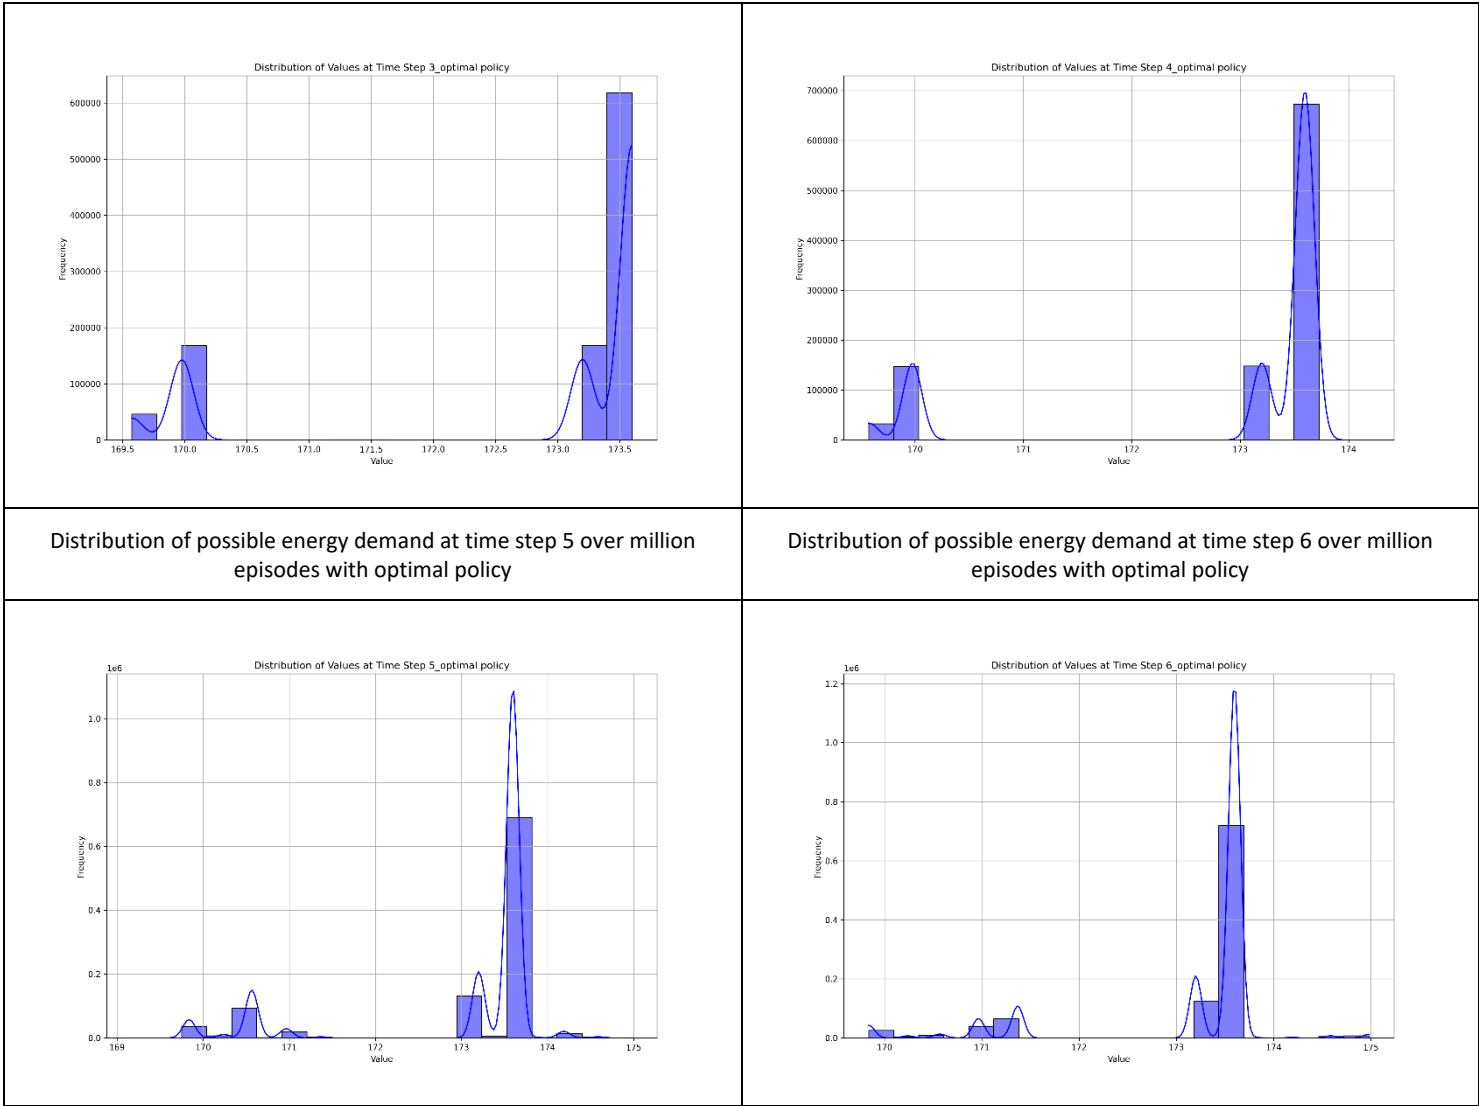 Distribution of Values at Time Step 3_optimal policy
600000
500000
400000
300000
200000
100000
0
Frequency
169.5 170.0 170.5 171.0 171.5 172.0 172.5 173.0 173.5
Value
Distribution of Values at Time Step 4_optimal policy
700000
600000
500000
400000
300000
200000
100000
0
Frequency
170 171 172 173 174
Value
Distribution of possible energy demand at time step 5 over million
episodes with optimal policy
Distribution of possible energy demand at time step 6 over million
episodes with optimal policy
Distribution of Values at Time Step 5_optimal policy
1e6
1.0
0.8
0.6
0.4
0.2
0.0
Frequency
169 170 171 172 173 174 175
Value
Distribution of Values at Time Step 6_optimal policy
1e6
1.2
1.0
0.8
0.6
0.4
0.2
0.0
Frequency
170 171 172 173 174 175
Value